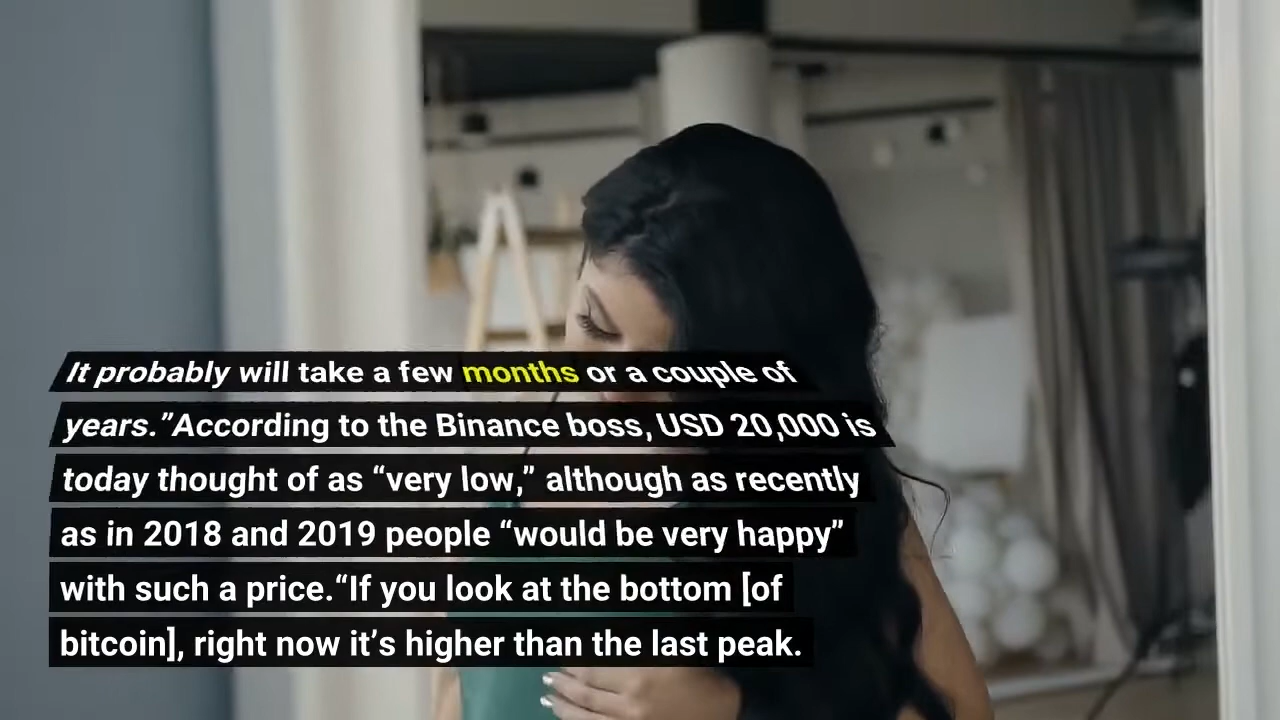 It probably will take a few months or a couple of
years.”According to the Binance boss, USD 20,000 is
today thought of as “very low,” although as recently
as in 2018 and 2019 people “would be very happy”
with such a price.“If you look at the bottom [of
bitcoin], right now it’s higher than the last peak.